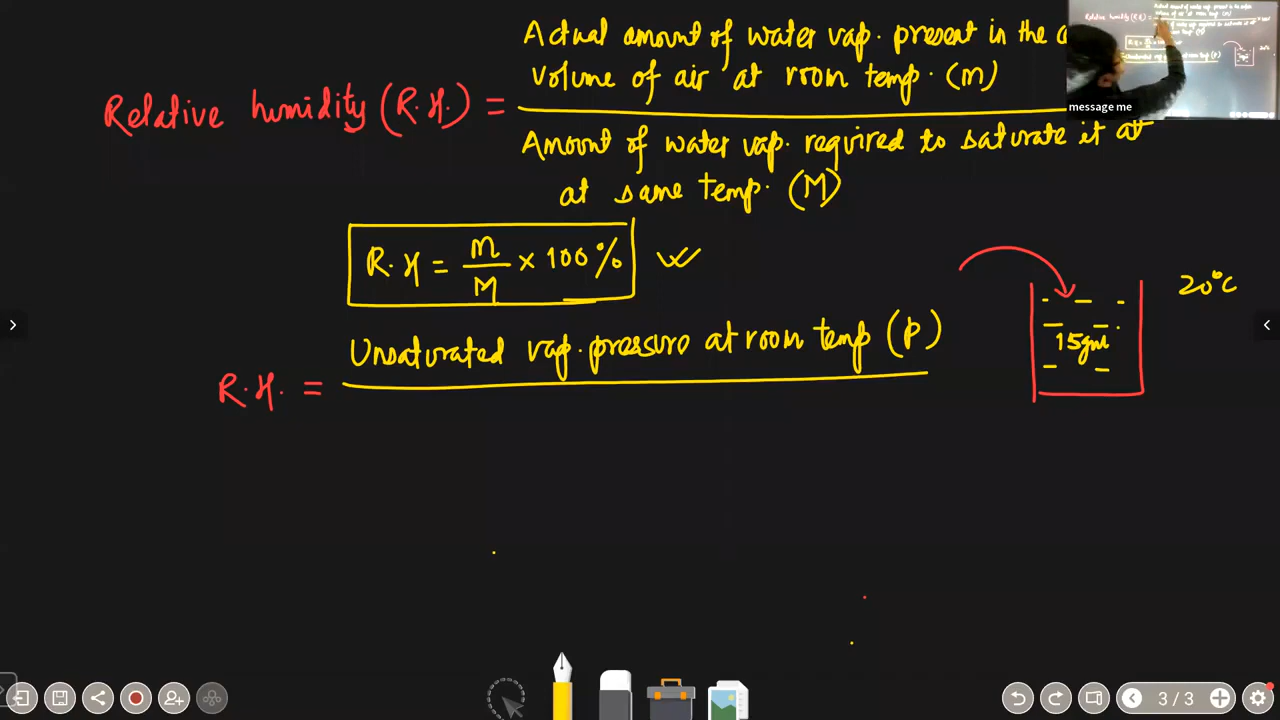 Actual amount of water vap. present in the
volume of air at room temp. (m)
Relative humidity (R.H.) =
Amount of water vap. required to saturate it at
at same temp. (M)
R.H = m/M × 100% 
Unsaturated vap. pressure at room temp (p)
R.H. =
15gm
20°C
message me
3/3